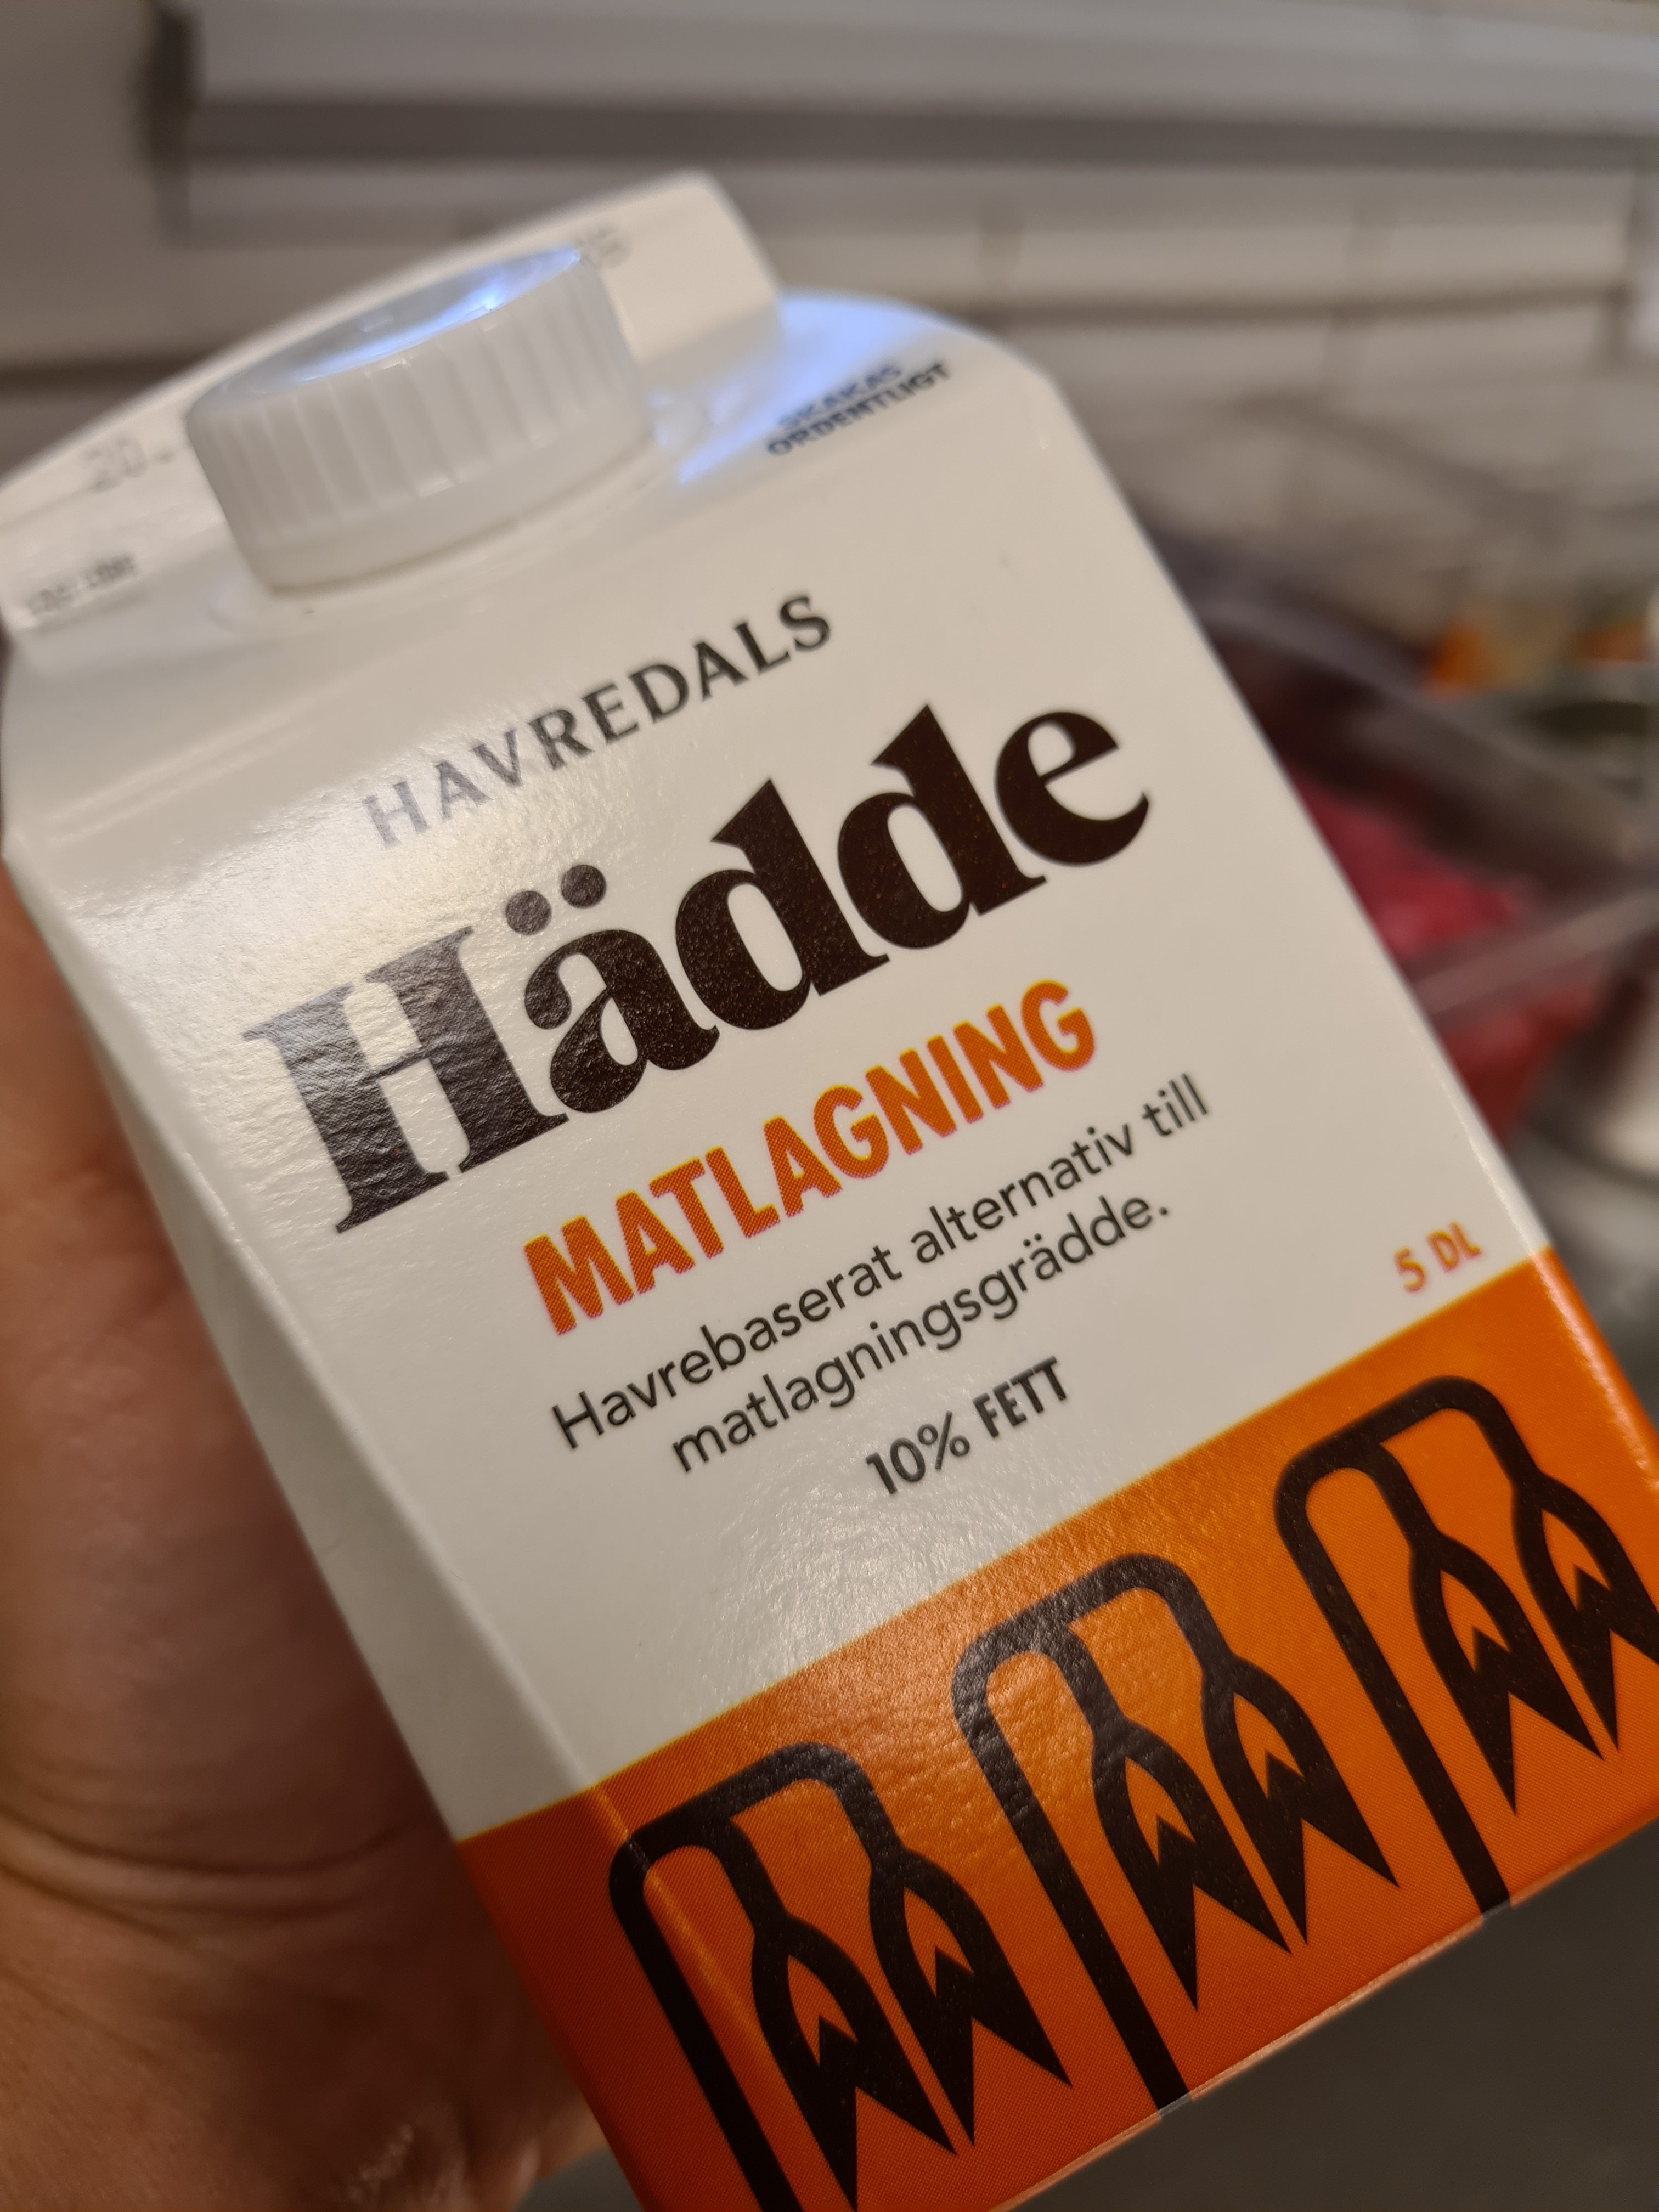 SKAKAS
ORDENTLIGT
HAVREDALS
Hädde
MATLAGNING
Havrebaserat alternativ till
matlagningsgrädde.
10% FETT
5 DL